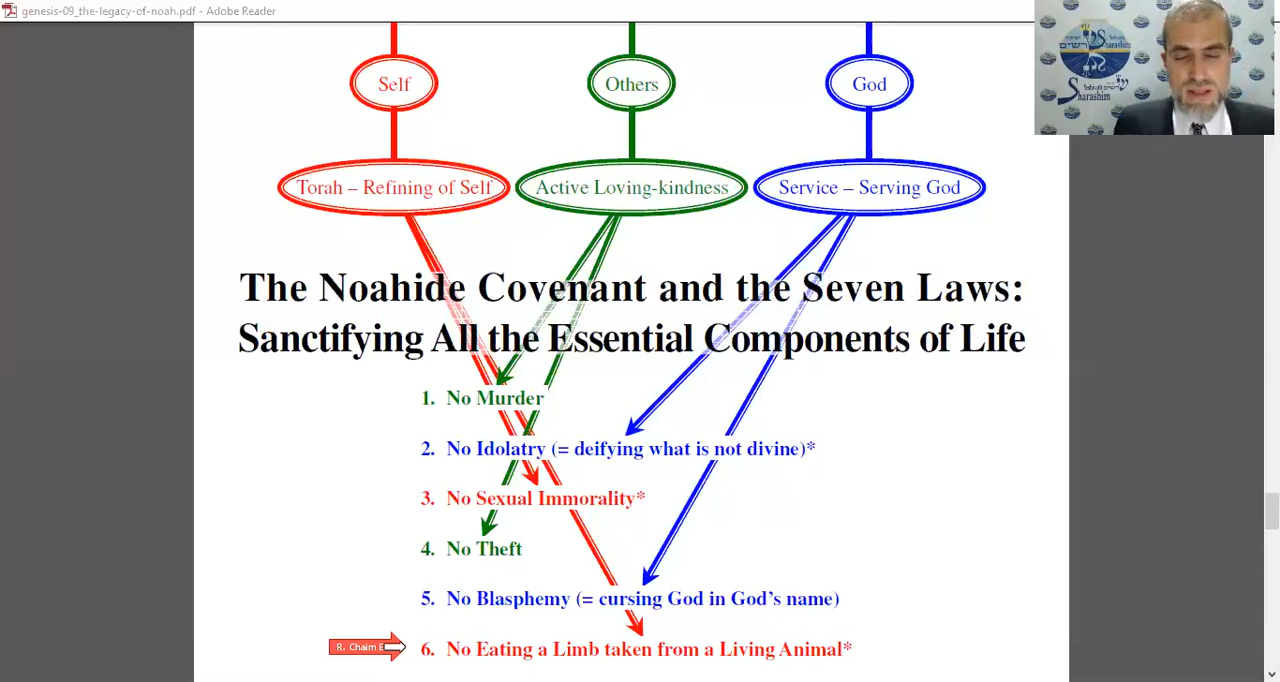 genesis-09_the-legacy-of-noah.pdf - Adobe Reader
Self
Others
God
Torah – Refining of Self
Active Loving-kindness
Service – Serving God
The Noahide Covenant and the Seven Laws:
Sanctifying All the Essential Components of Life
1. No Murder
2. No Idolatry (= deifying what is not divine)*
3. No Sexual Immorality*
4. No Theft
5. No Blasphemy (= cursing God in God's name)
R. Chaim
6. No Eating a Limb taken from a Living Animal*
Yeshivah
Sharashim